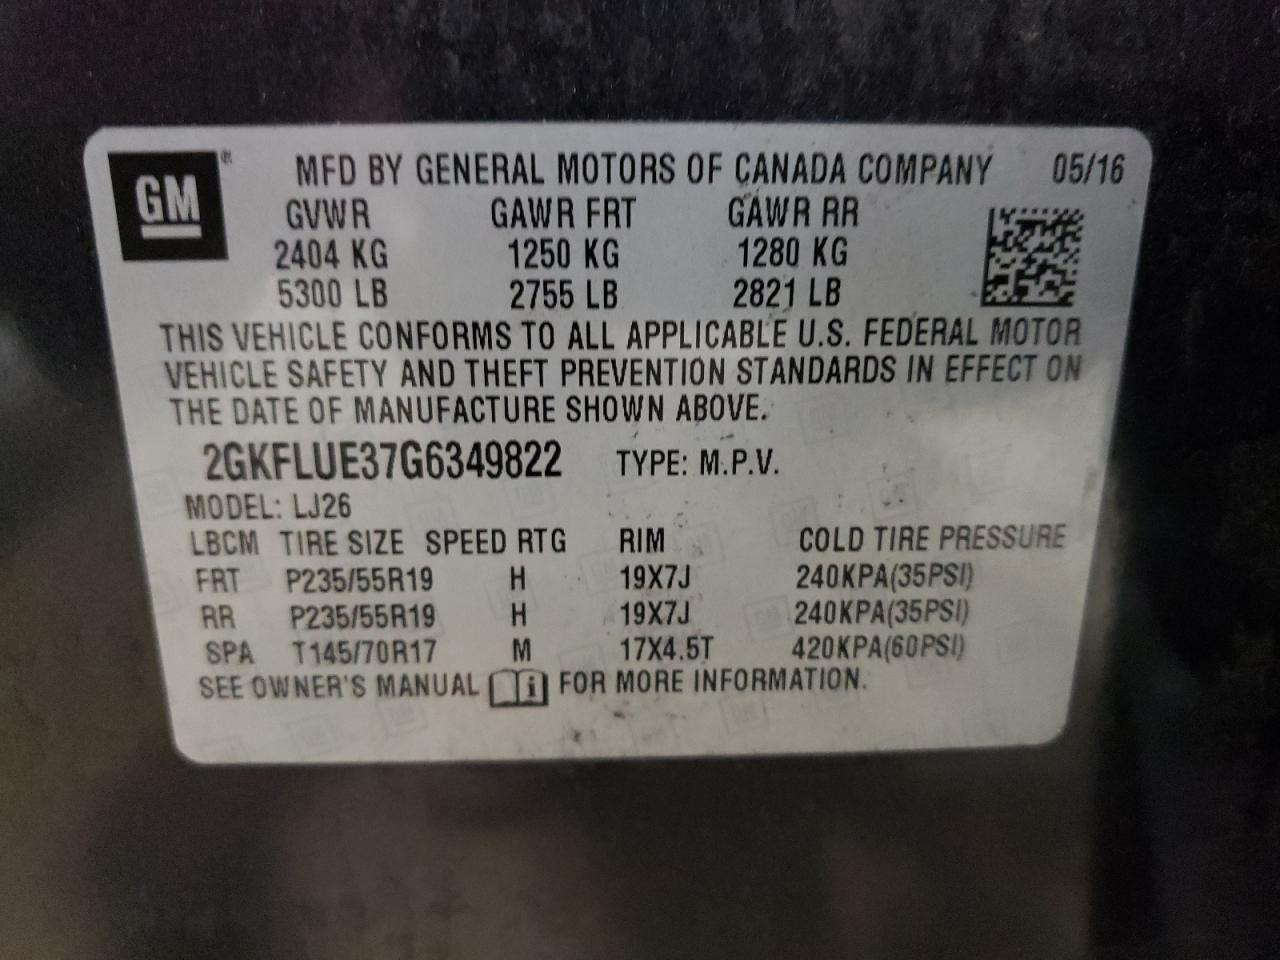 GM ® MFD BY GENERAL MOTORS OF CANADA COMPANY 05/16
GVWR GAWR FRT GAWR RR
2404 KG 1250 KG 1280 KG
5300 LB 2755 LB 2821 LB
THIS VEHICLE CONFORMS TO ALL APPLICABLE U.S. FEDERAL MOTOR
VEHICLE SAFETY AND THEFT PREVENTION STANDARDS IN EFFECT ON
THE DATE OF MANUFACTURE SHOWN ABOVE.
2GKFLUE37G6349822 TYPE: M.P.V.
MODEL: LJ26
LBCM TIRE SIZE SPEED RTG RIM COLD TIRE PRESSURE
FRT P235/55R19 H 19X7J 240KPA(35PSI)
RR P235/55R19 H 19X7J 240KPA(35PSI)
SPA T145/70R17 M 17X4.5T 420KPA(60PSI)
SEE OWNER'S MANUAL i FOR MORE INFORMATION.